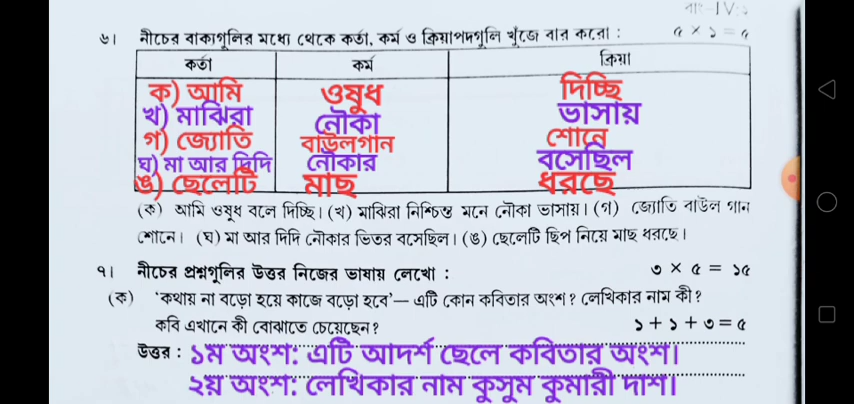 বাং-IV:১
৬। নীচের বাক্যগুলির মধ্যে থেকে কর্তা, কর্ম ও ক্রিয়াপদগুলি খুঁজে বার করো : ৫ × ১ = ৫
কর্তা কর্ম ক্রিয়া
ক) আমি ওষুধ দিচ্ছি
খ) মাঝিরা নৌকা ভাসায়
গ) জ্যোতি বাউলগান শোনে
ঘ) মা আর দিদি নৌকার বসেছিল
ঙ) ছেলেটি মাছ ধরছে
(ক) আমি ওষুধ বলে দিচ্ছি। (খ) মাঝিরা নিশ্চিন্ত মনে নৌকা ভাসায়। (গ) জ্যোতি বাউল গান
শোনে। (ঘ) মা আর দিদি নৌকার ভিতর বসেছিল। (ঙ) ছেলেটি ছিপ নিয়ে মাছ ধরছে।
৭। নীচের প্রশ্নগুলির উত্তর নিজের ভাষায় লেখো : ৩ × ৫ = ১৫
(ক) ‘কথায় না বড়ো হয়ে কাজে বড়ো হবে’— এটি কোন কবিতার অংশ? লেখিকার নাম কী?
কবি এখানে কী বোঝাতে চেয়েছেন? ১ + ১ + ৩ = ৫
উত্তর : ১ম অংশ: এটি আদর্শ ছেলে কবিতার অংশ।
২য় অংশ: লেখিকার নাম কুসুম কুমারী দাশ।